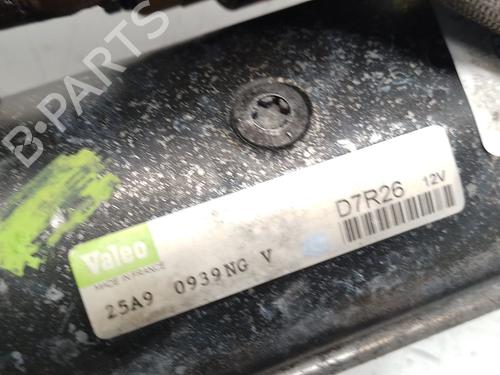 B-PARTS
Valeo
MADE IN FRANCE
D7R26 12V
25A9 0939NG V